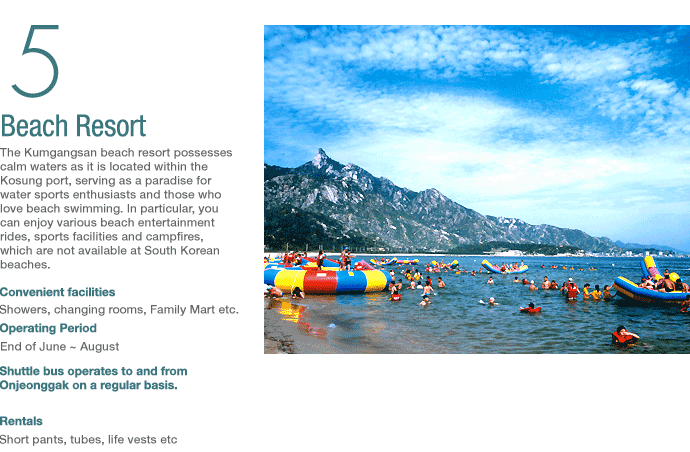 5
Beach Resort
The Kumgangsan beach resort possesses
calm waters as it is located within the
Kosung port, serving as a paradise for
water sports enthusiasts and those who
love beach swimming. In particular, you
can enjoy various beach entertainment
rides, sports facilities and campfires,
which are not available at South Korean
beaches.
Convenient facilities
Showers, changing rooms, Family Mart etc.
Operating Period
End of June ~ August
Shuttle bus operates to and from
Onjeonggak on a regular basis.
Rentals
Short pants, tubes, life vests etc